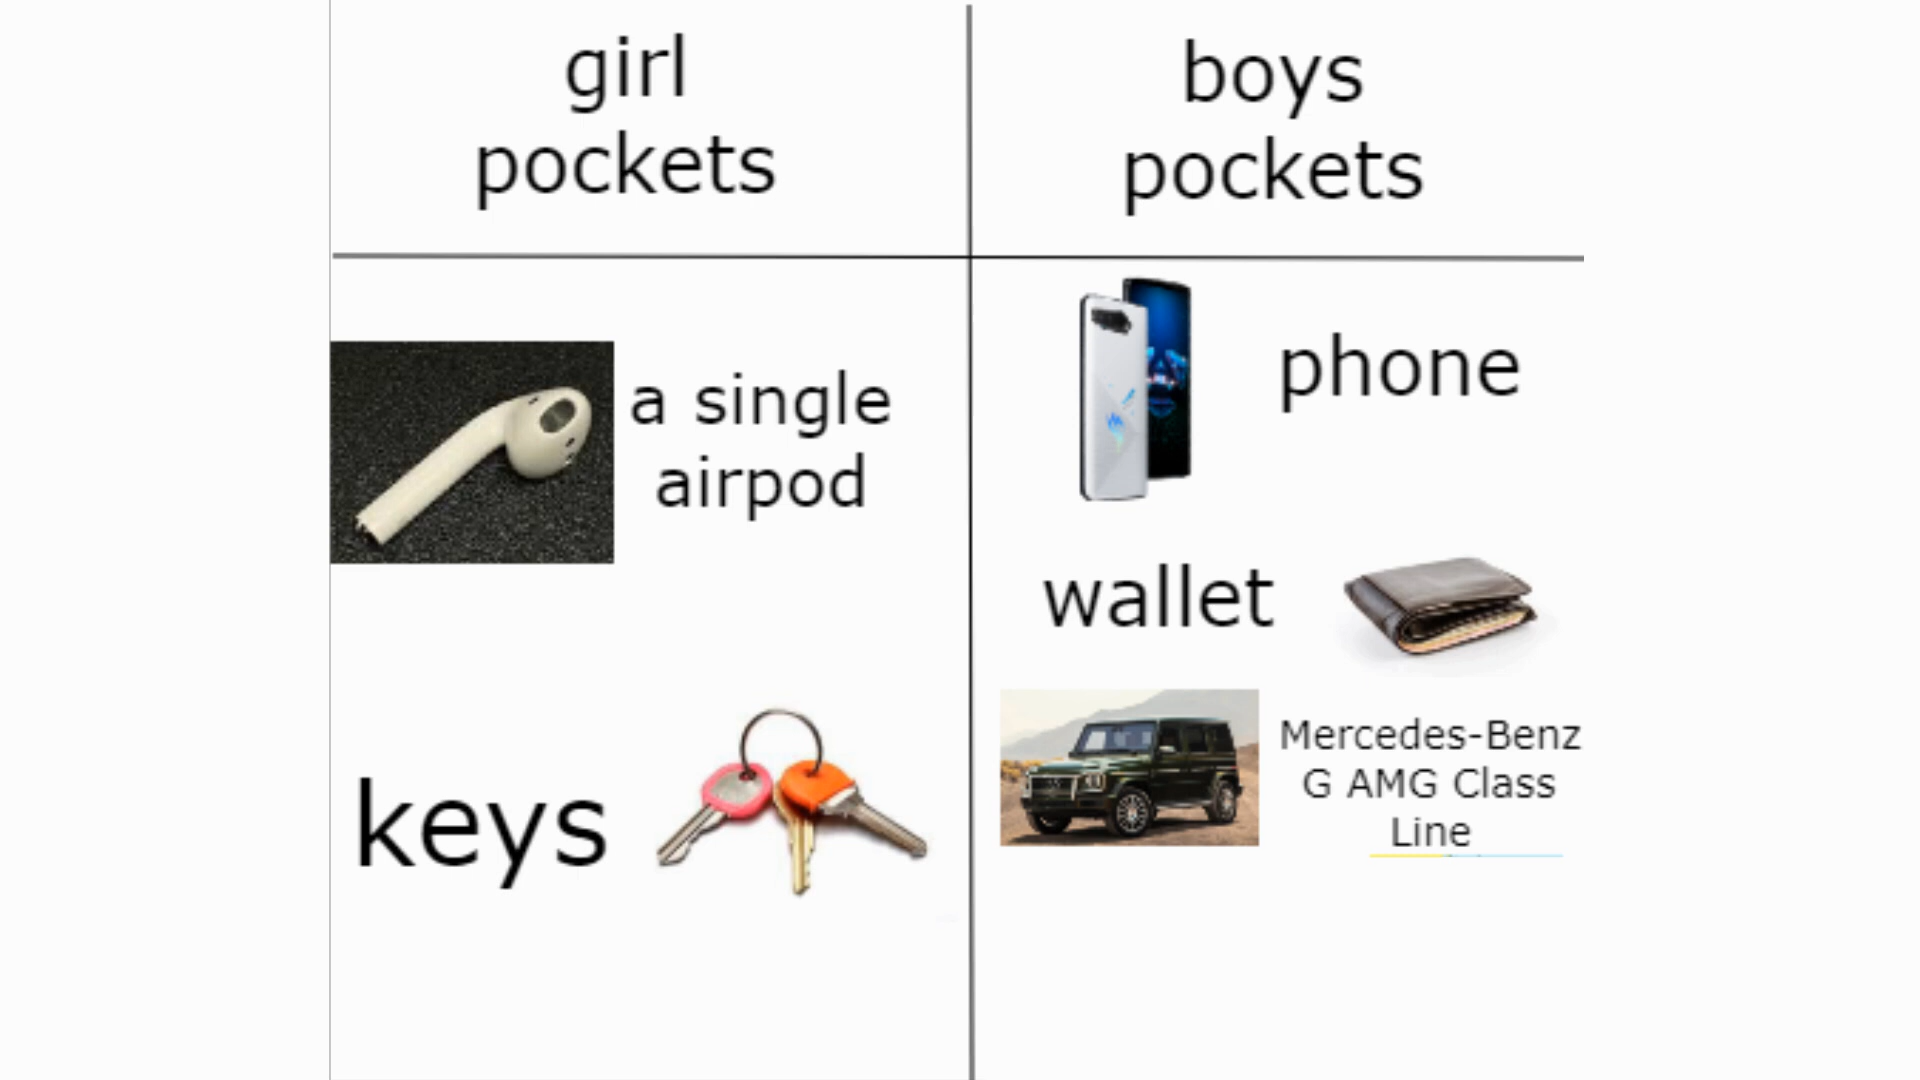 girl
pockets
boys
pockets
a single
airpod
keys
phone
wallet
Mercedes-Benz
G AMG Class
Line